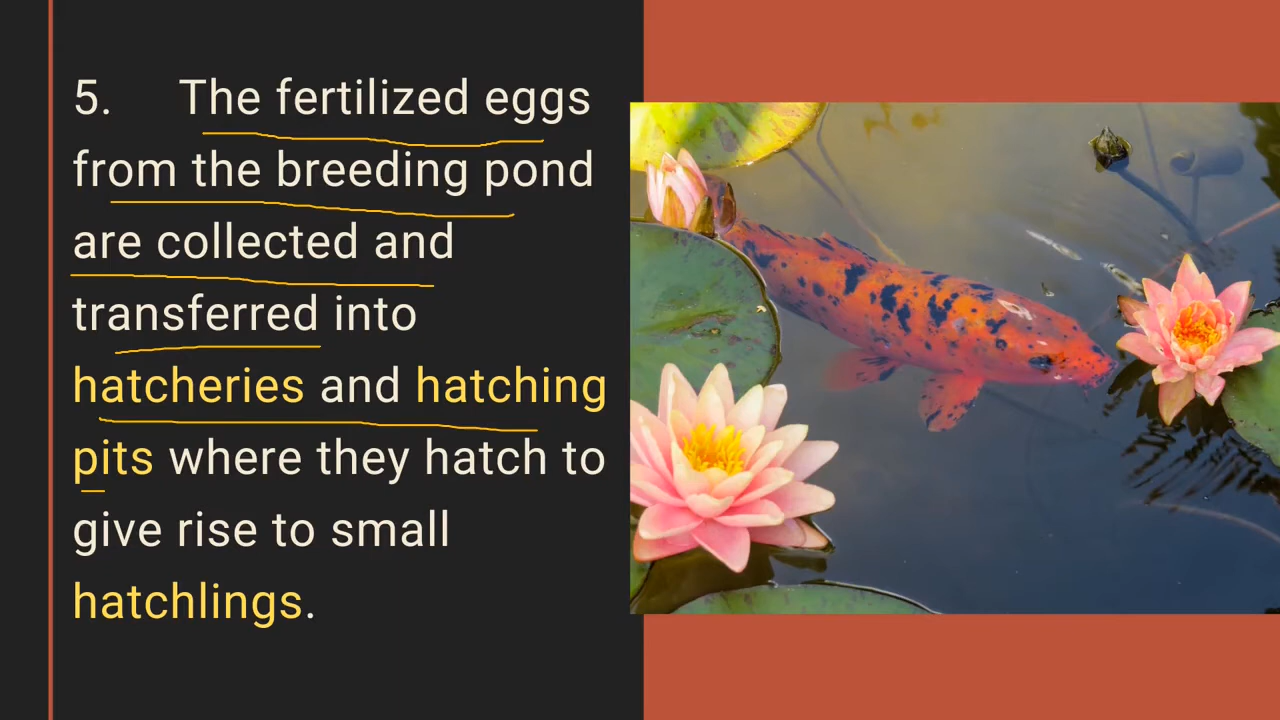 5. The fertilized eggs
from the breeding pond
are collected and
transferred into
hatcheries and hatching
pits where they hatch to
give rise to small
hatchlings.